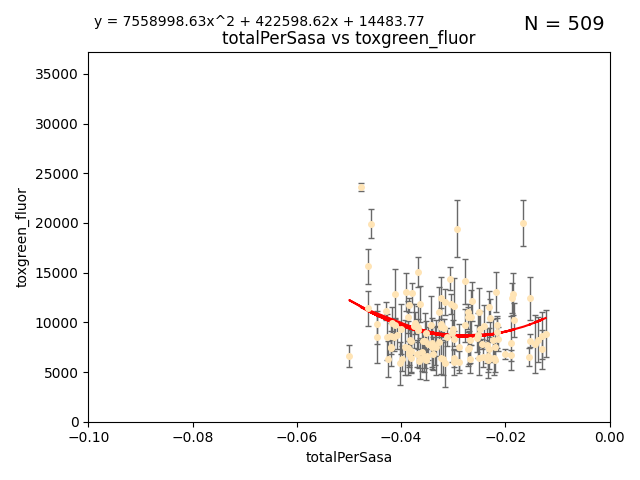 y = 7558998.63x^2 + 422598.62x + 14483.77
N = 509
totalPerSasa vs toxgreen_fluor
35000
30000
25000
20000
15000
10000
5000
0
toxgreen_fluor
−0.10
−0.08
−0.06
−0.04
−0.02
0.00
totalPerSasa